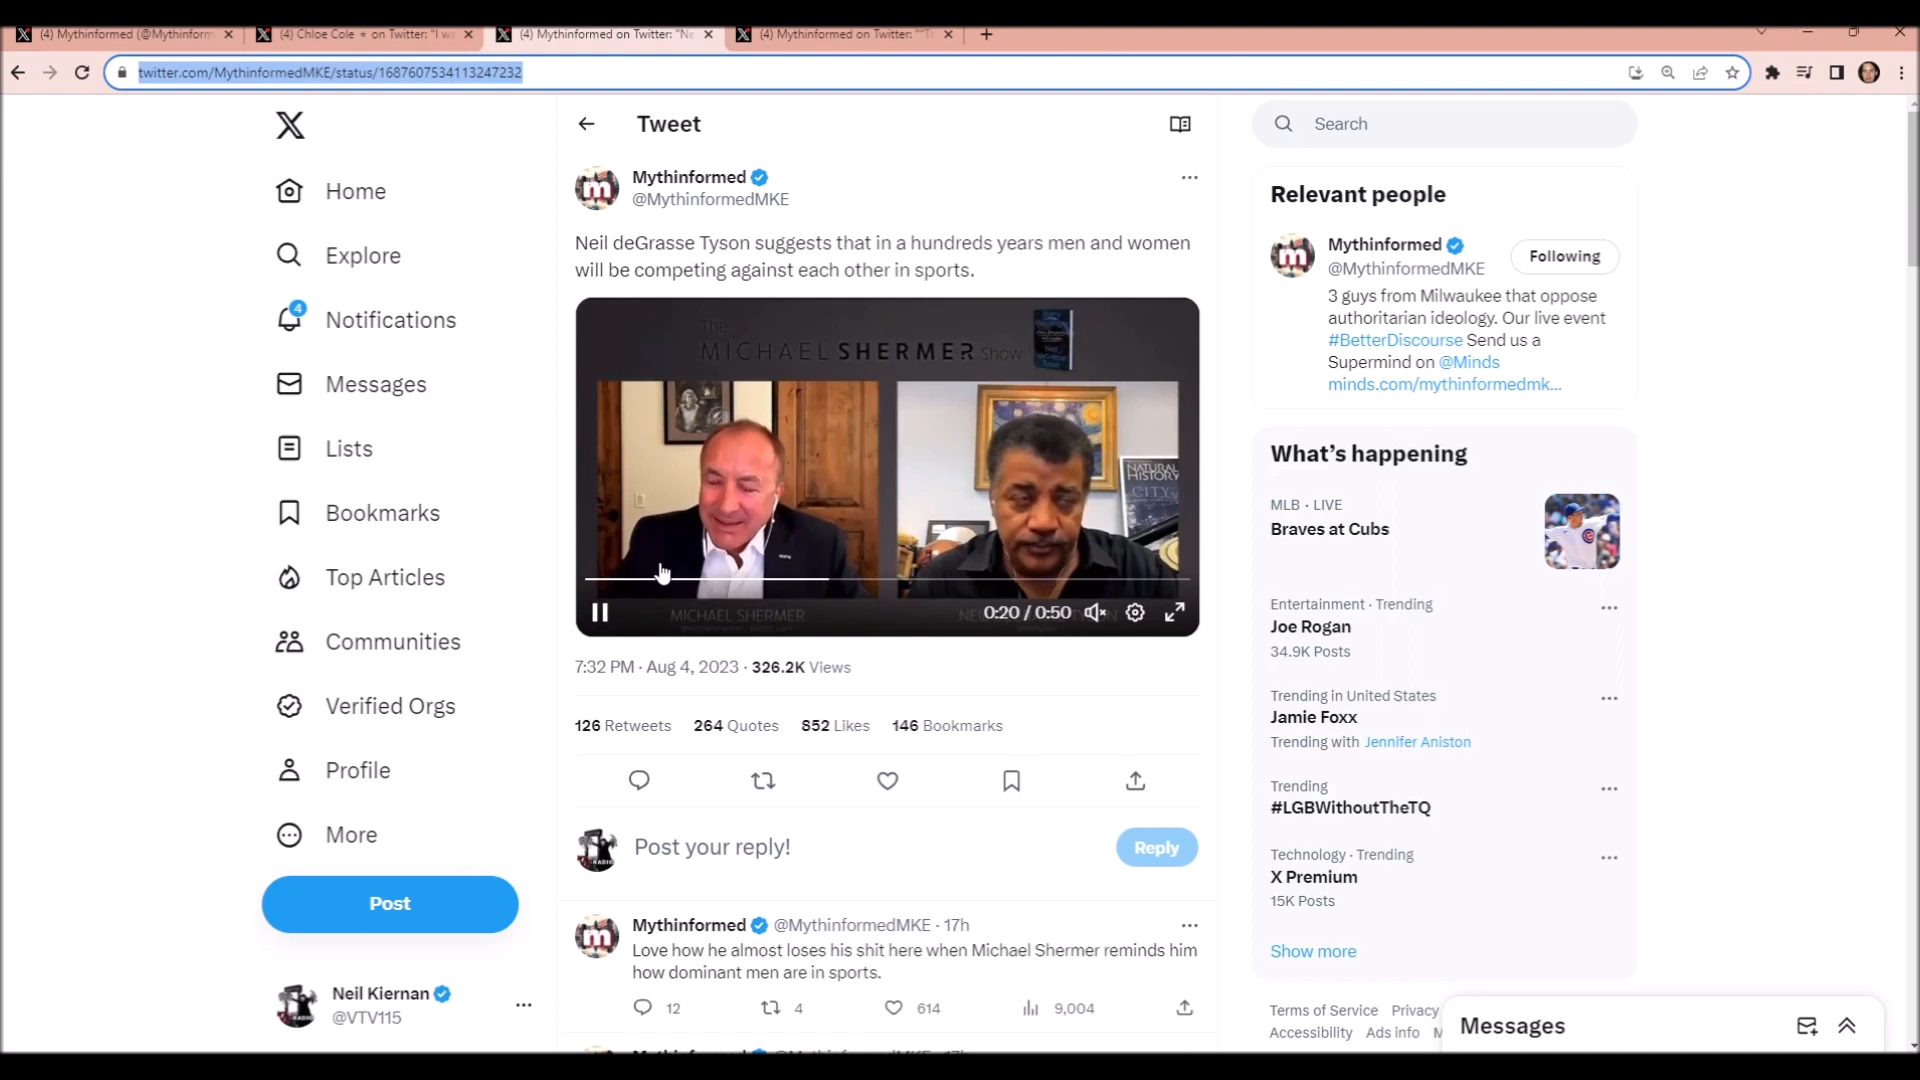 (4) Mythinformed (@Mythinform
(4) Chloe Cole ⭐ on Twitter: "I wa
(4) Mythinformed on Twitter: "Ne
(4) Mythinformed on Twitter: ""T
twitter.com/MythinformedMKE/status/1687607534113247232
Home
Explore
4
Notifications
Messages
Lists
Bookmarks
Top Articles
Communities
Verified Orgs
Profile
More
Post
Neil Kiernan
@VTV115
Tweet
Mythinformed
@MythinformedMKE
Neil deGrasse Tyson suggests that in a hundreds years men and women
will be competing against each other in sports.
The
MICHAEL SHERMER Show
NATURAL
HISTORY
CITY
MICHAEL SHERMER
0:20 / 0:50
7:32 PM · Aug 4, 2023 · 326.2K Views
126 Retweets 264 Quotes 852 Likes 146 Bookmarks
RADIO
Post your reply!
Reply
Mythinformed @MythinformedMKE · 17h
Love how he almost loses his shit here when Michael Shermer reminds him
how dominant men are in sports.
12 4 614 9,004
Search
Relevant people
Mythinformed
@MythinformedMKE
Following
3 guys from Milwaukee that oppose
authoritarian ideology. Our live event
#BetterDiscourse Send us a
Supermind on @Minds
minds.com/mythinformedmk...
What's happening
MLB · LIVE
Braves at Cubs
Entertainment · Trending
Joe Rogan
34.9K Posts
Trending in United States
Jamie Foxx
Trending with Jennifer Aniston
Trending
#LGBWithoutTheTQ
Technology · Trending
X Premium
15K Posts
Show more
Terms of Service Privacy
Accessibility Ads info
Messages